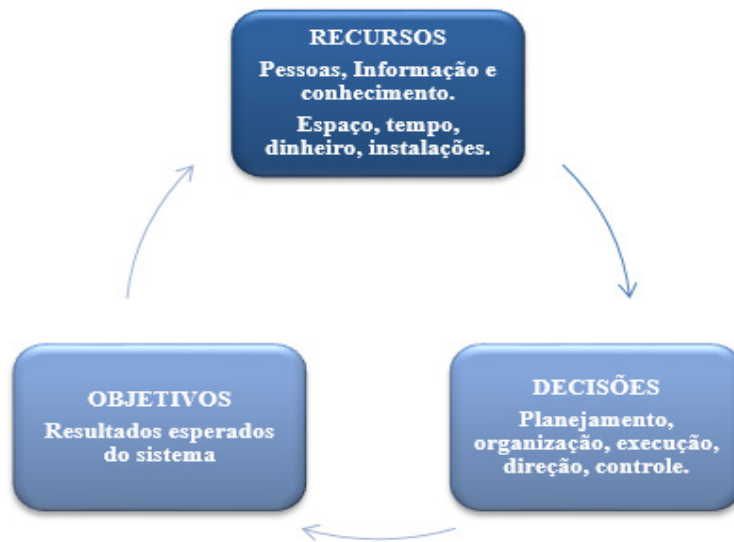 RECURSOS
Pessoas, Informação e
conhecimento.
Espaço, tempo,
dinheiro, instalações.
DECISÕES
Planejamento,
organização, execução,
direção, controle.
OBJETIVOS
Resultados esperados
do sistema